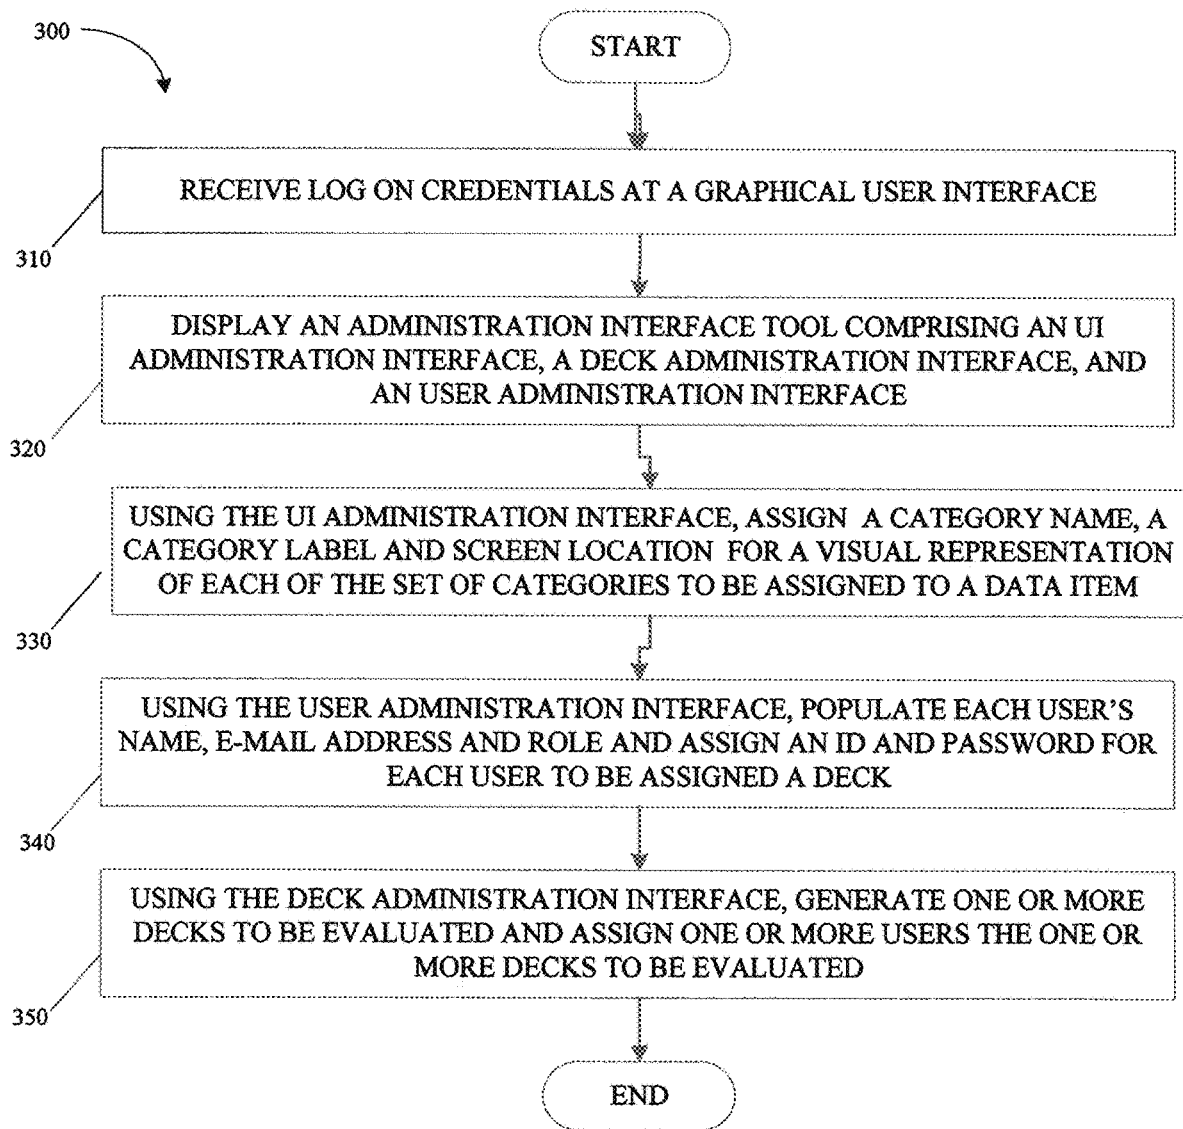 300
START
RECEIVE LOG ON CREDENTIALS AT A GRAPHICAL USER INTERFACE
310
DISPLAY AN ADMINISTRATION INTERFACE TOOL COMPRISING AN UI
ADMINISTRATION INTERFACE, A DECK ADMINISTRATION INTERFACE, AND
AN USER ADMINISTRATION INTERFACE
320
USING THE UI ADMINISTRATION INTERFACE, ASSIGN A CATEGORY NAME, A
CATEGORY LABEL AND SCREEN LOCATION FOR A VISUAL REPRESENTATION
OF EACH OF THE SET OF CATEGORIES TO BE ASSIGNED TO A DATA ITEM
330
USING THE USER ADMINISTRATION INTERFACE, POPULATE EACH USER'S
NAME, E-MAIL ADDRESS AND ROLE AND ASSIGN AN ID AND PASSWORD FOR
EACH USER TO BE ASSIGNED A DECK
340
USING THE DECK ADMINISTRATION INTERFACE, GENERATE ONE OR MORE
DECKS TO BE EVALUATED AND ASSIGN ONE OR MORE USERS THE ONE OR
MORE DECKS TO BE EVALUATED
350
END